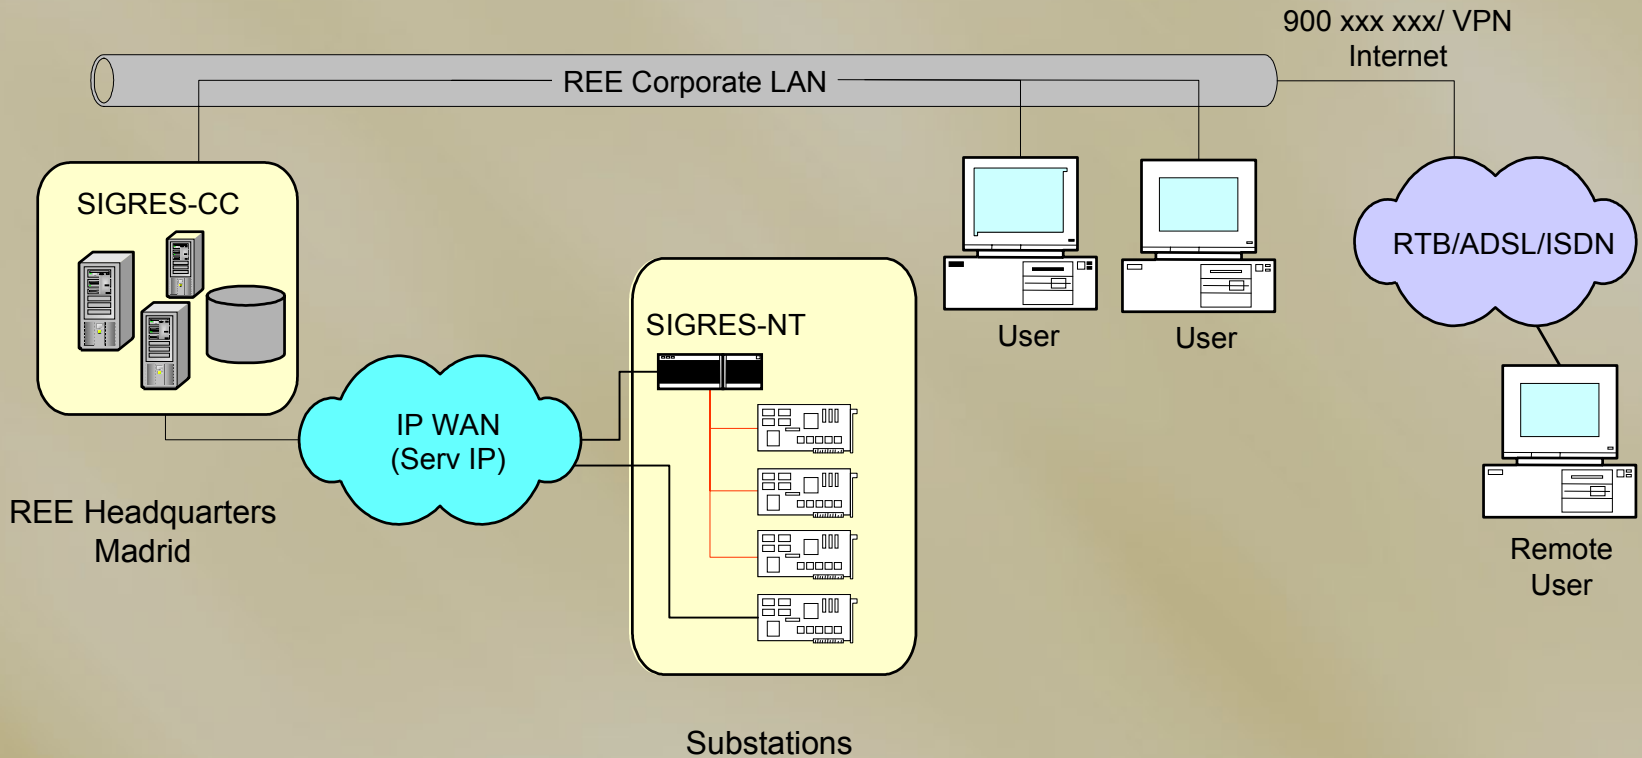 900 xxx xxx/ VPN
Internet
REE Corporate LAN
SIGRES-CC
RTB/ADSL/ISDN
SIGRES-NT
User
User
IP WAN
(Serv IP)
REE Headquarters
Madrid
Remote
User
Substations